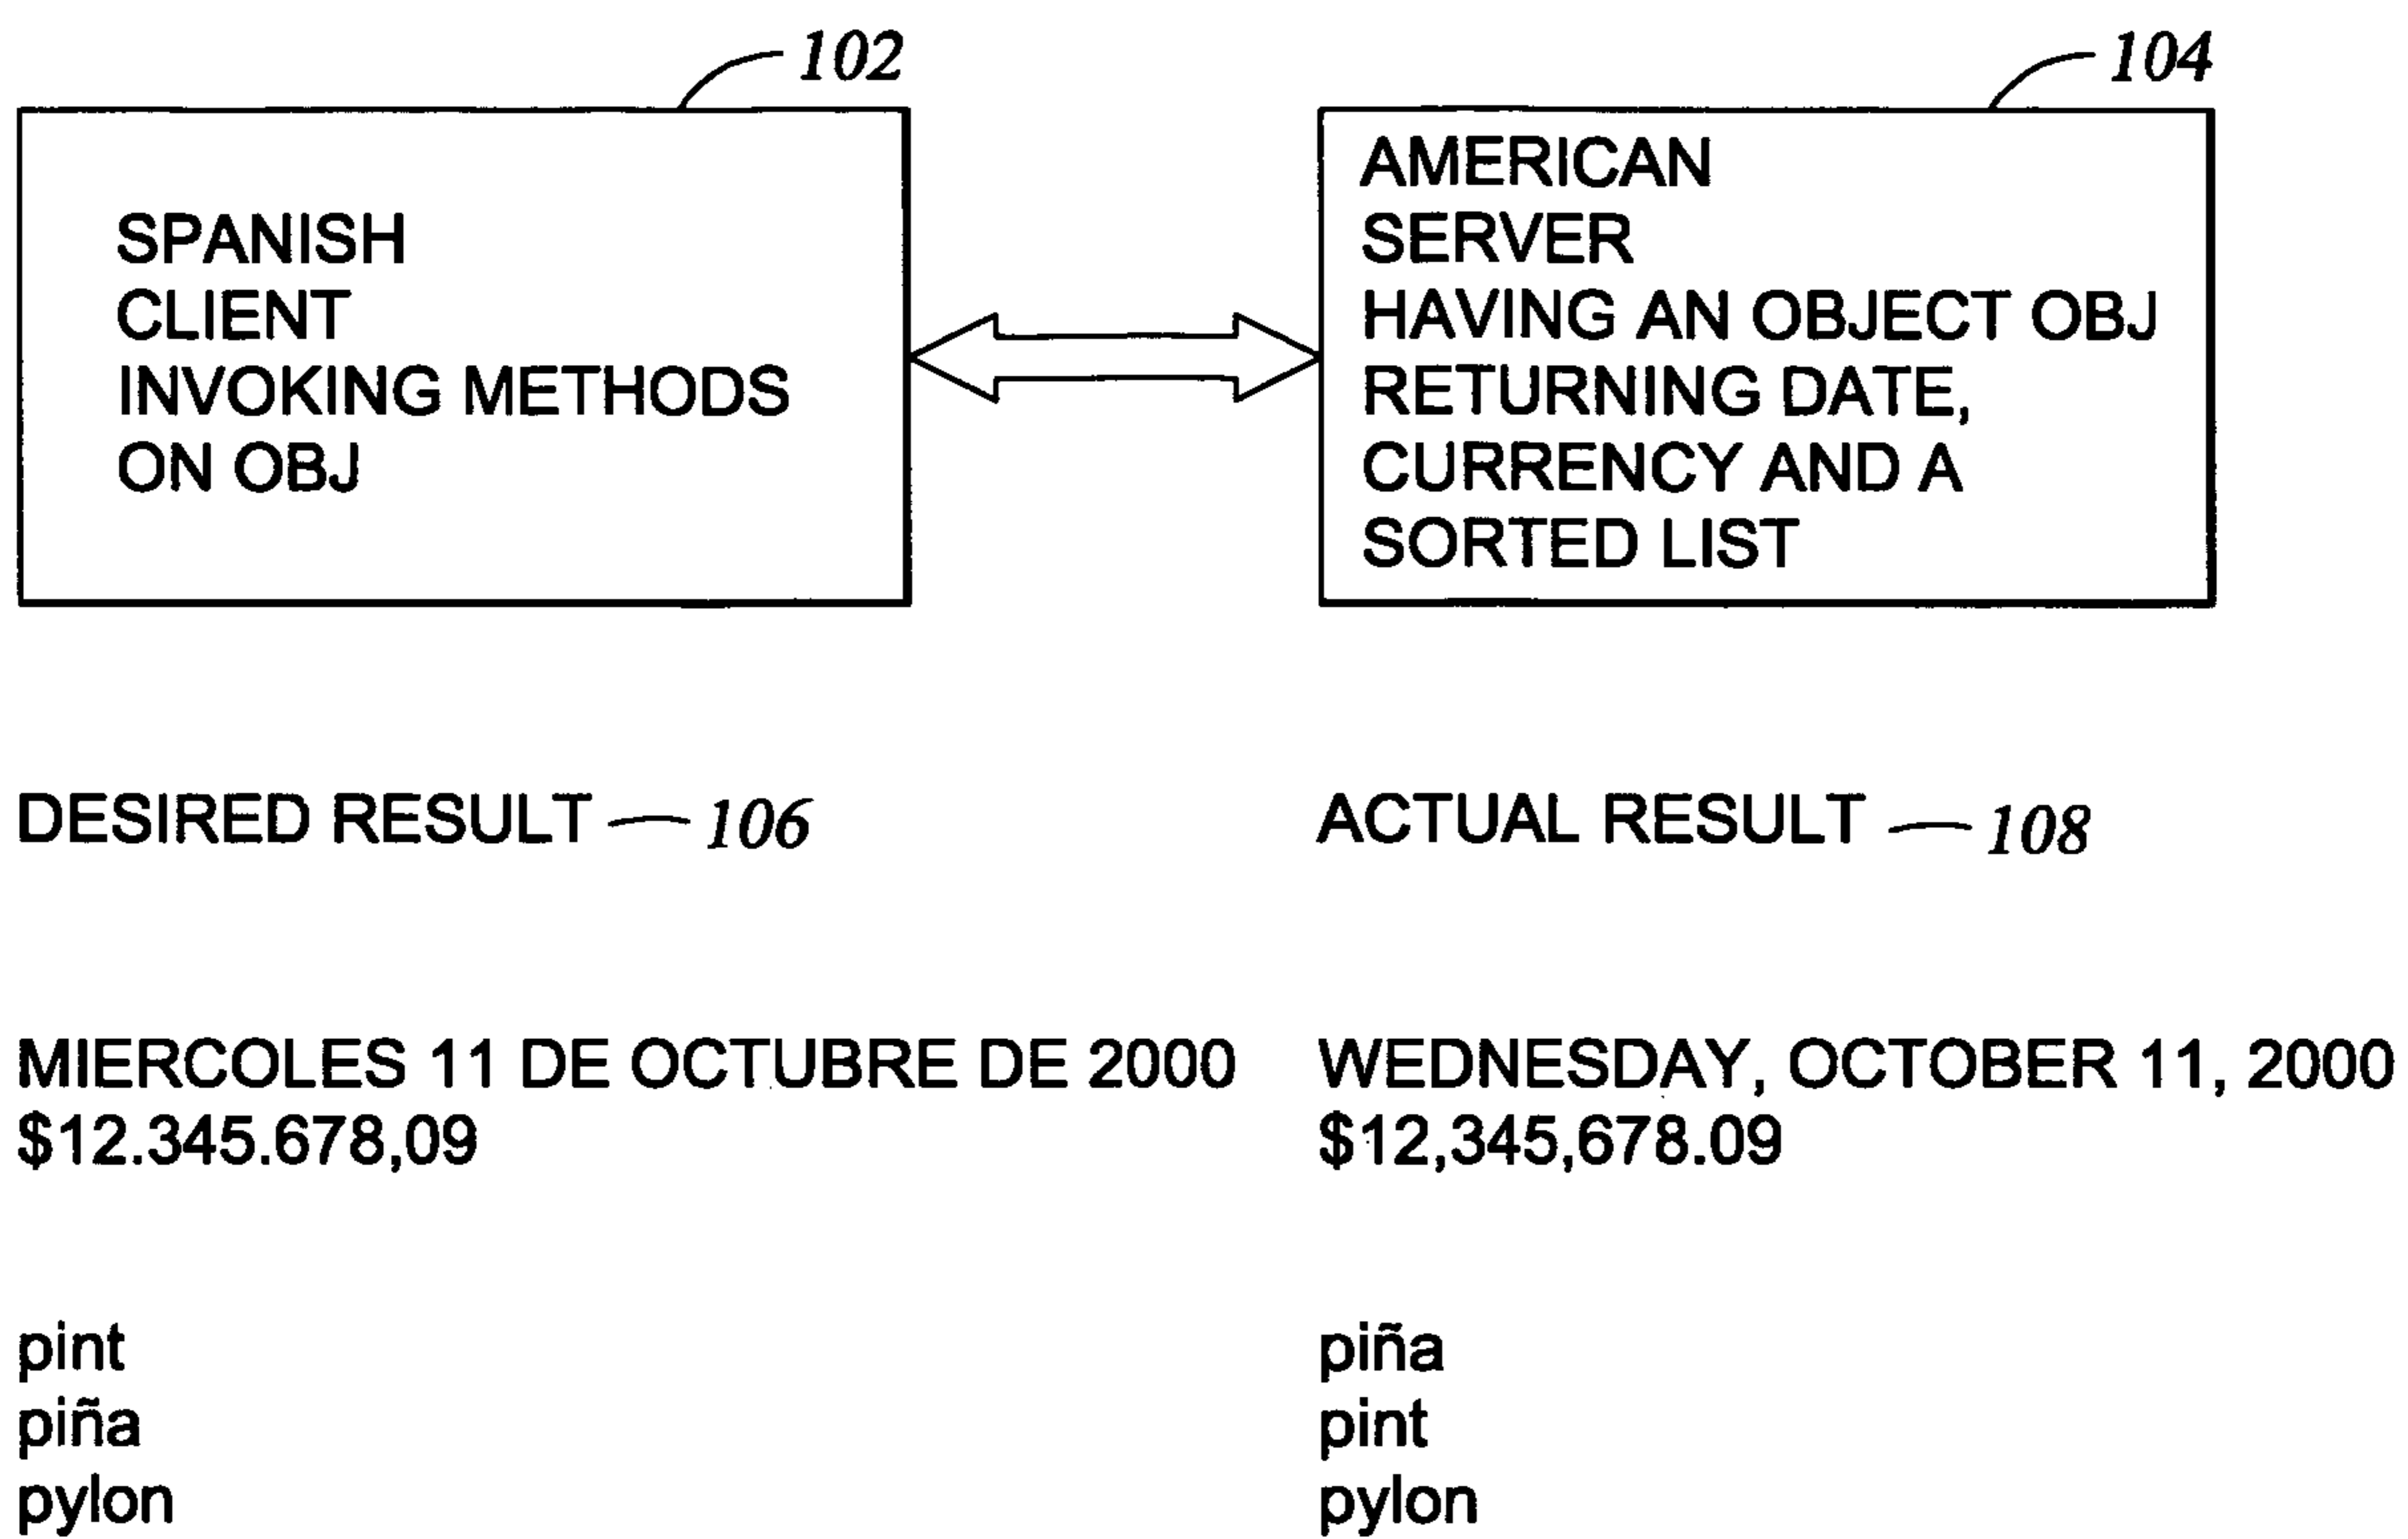 102
SPANISH
CLIENT
INVOKING METHODS
ON OBJ
104
AMERICAN
SERVER
HAVING AN OBJECT OBJ
RETURNING DATE,
CURRENCY AND A
SORTED LIST
DESIRED RESULT 106
MIERCOLES 11 DE OCTUBRE DE 2000
$12.345.678,09
pint
piña
pylon
ACTUAL RESULT 108
WEDNESDAY, OCTOBER 11, 2000
$12,345,678.09
piña
pint
pylon